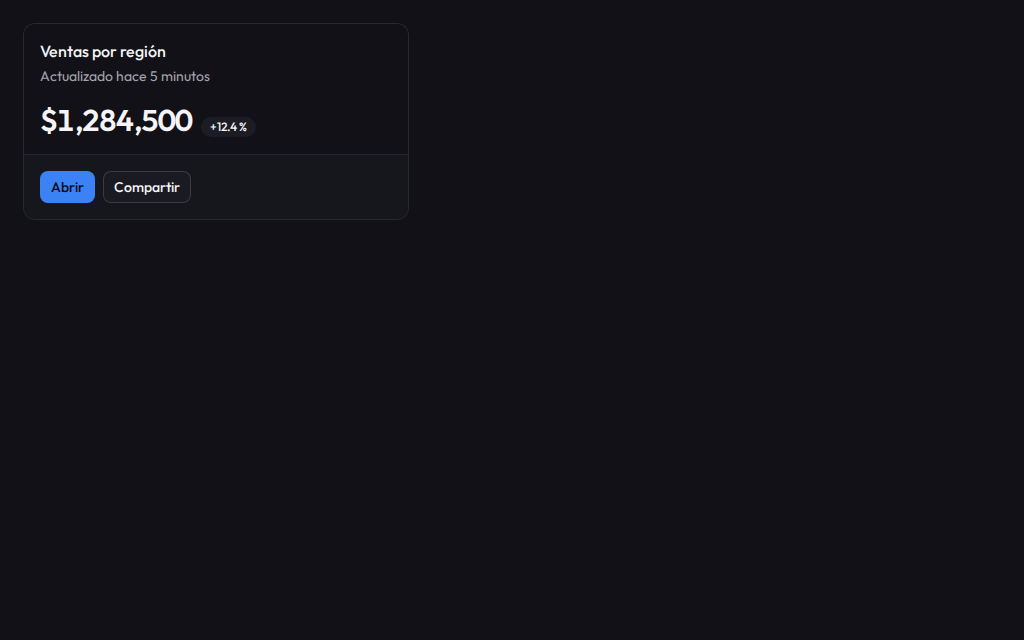 Ventas por región
Actualizado hace 5 minutos
$1,284,500 +12.4 %
Abrir Compartir